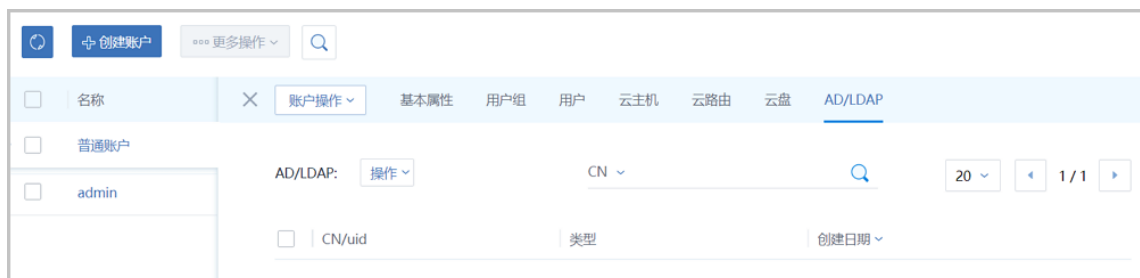 创建账户 更多操作
名称 账户操作 基本属性 用户组 用户 云主机 云路由 云盘 AD/LDAP
普通账户
AD/LDAP: 操作 CN 20 1 / 1
admin
CN/uid 类型 创建日期